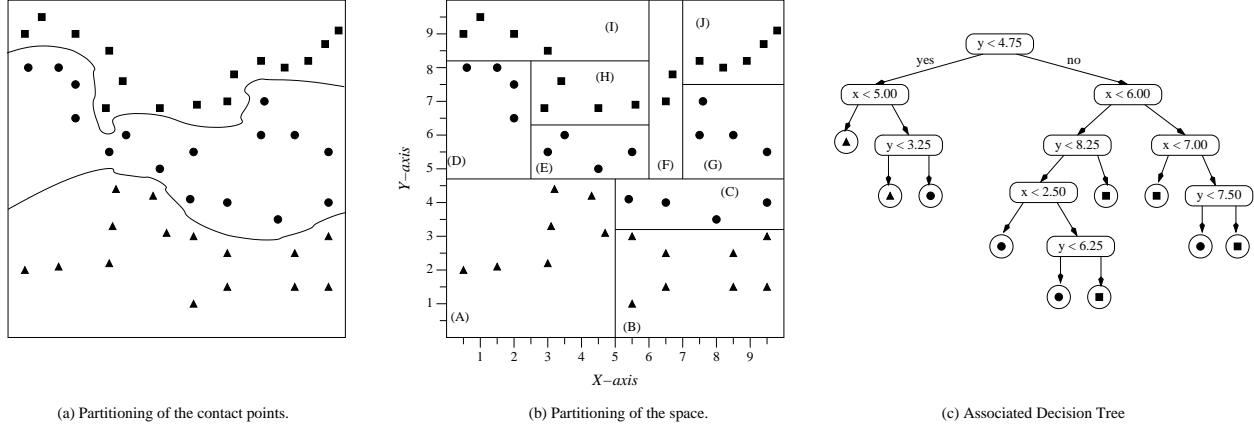 9
8
7
6
5
4
3
2
1
Y-axis
(I)
(J)
(H)
(D)
(E)
(F)
(G)
(C)
(A)
(B)
1 2 3 4 5 6 7 8 9
X-axis
y < 4.75
yes
no
x < 5.00
x < 6.00
y < 3.25
y < 8.25
x < 7.00
x < 2.50
y < 7.50
y < 6.25
(a) Partitioning of the contact points.
(b) Partitioning of the space.
(c) Associated Decision Tree